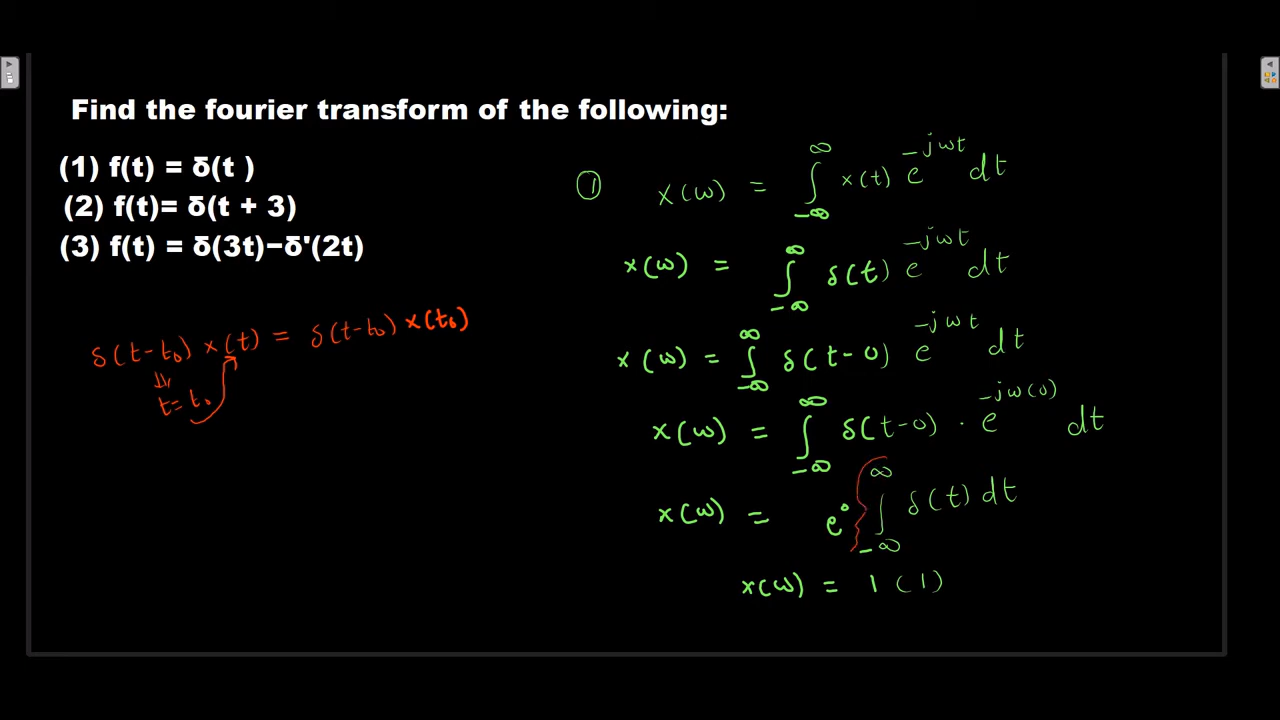 Find the fourier transform of the following:
(1) f(t) = δ(t )
(2) f(t)= δ(t + 3)
(3) f(t) = δ(3t)−δ'(2t)
δ(t-t₀) x(t) = δ(t-t₀) x(t₀)
⇓
t=t₀
① x(ω) = ∫_{-∞}^{∞} x(t) e^{-jωt} dt
x(ω) = ∫_{-∞}^{∞} δ(t) e^{-jωt} dt
x(ω) = ∫_{-∞}^{∞} δ(t-0) e^{-jωt} dt
x(ω) = ∫_{-∞}^{∞} δ(t-0) · e^{-jω(0)} dt
x(ω) = e⁰ ∫_{-∞}^{∞} δ(t) dt
x(ω) = 1 (1)